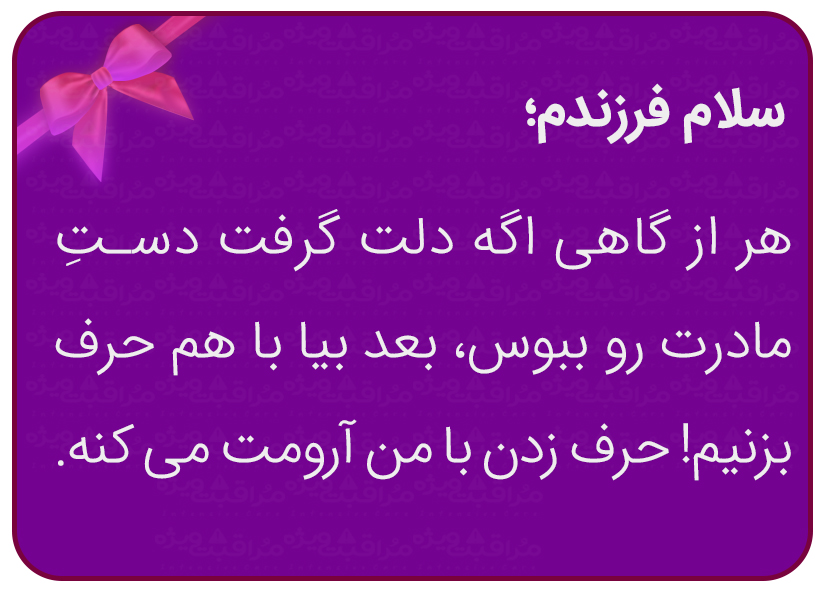 سلام فرزندم؛
هر از گاهی اگه دلت گرفت دســتِ
مادرت رو ببوس، بعد بیا با هم حرف
بزنیم! حرف زدن با من آرومت می کنه.